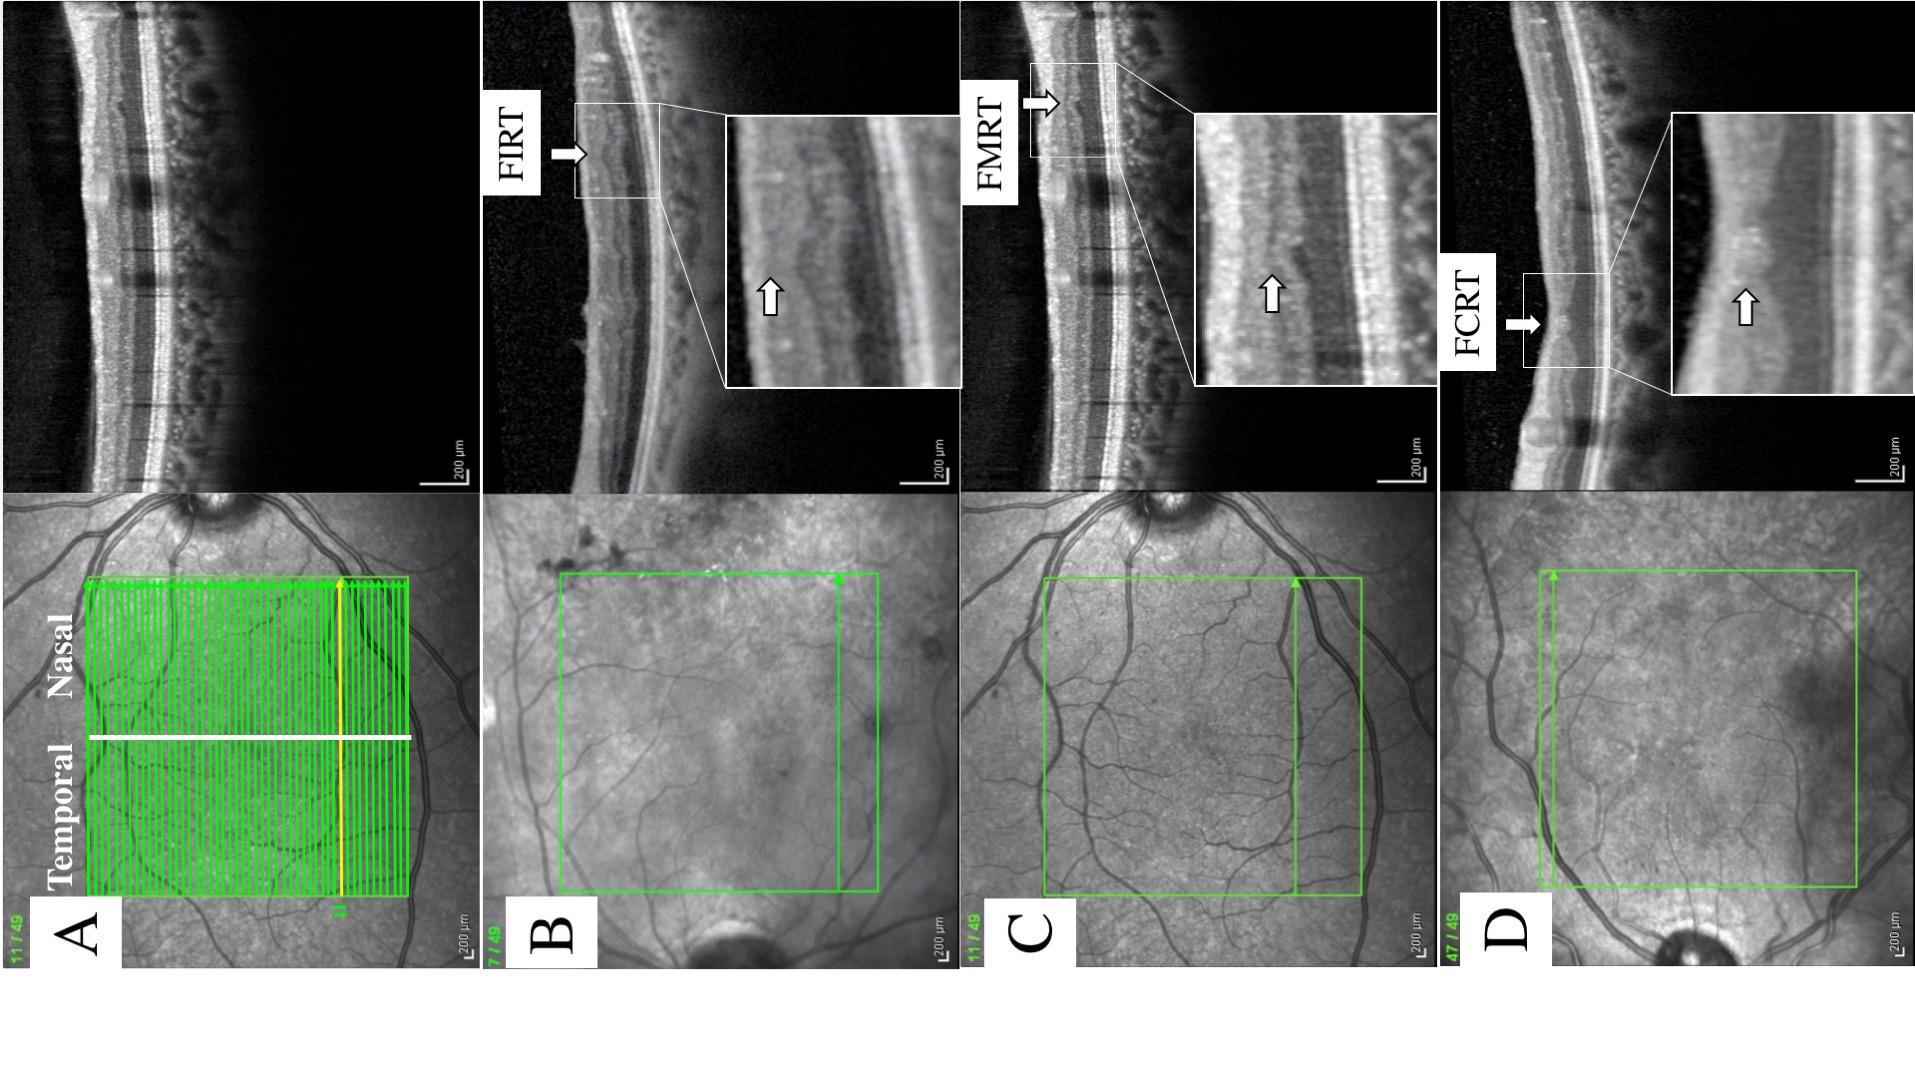 A
11 / 49
Temporal Nasal
11
200 µm
200 µm
B
7 / 49
FIRT
200 µm
200 µm
C
11 / 49
FMRT
200 µm
200 µm
D
47 / 49
FCRT
200 µm
200 µm